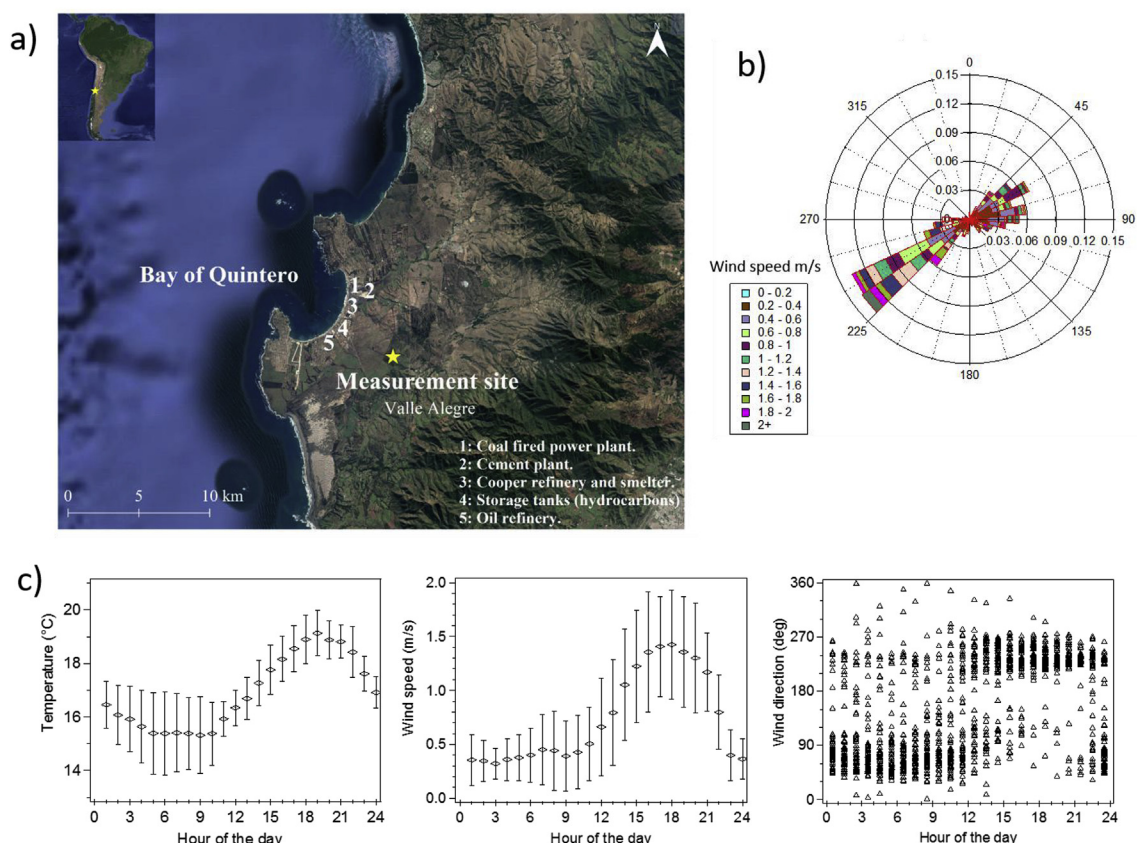 a)
N
Bay of Quintero
1
2
3
4
5
Measurement site
Valle Alegre
1: Coal fired power plant.
2: Cement plant.
3: Cooper refinery and smelter.
4: Storage tanks (hydrocarbons)
5: Oil refinery.
0 5 10 km
b)
0
0.15
315 45
0.12
0.09
0.06
0.03
270 0 90
0.03 0.06 0.09 0.12 0.15
225 135
180
Wind speed m/s
0 - 0.2
0.2 - 0.4
0.4 - 0.6
0.6 - 0.8
0.8 - 1
1 - 1.2
1.2 - 1.4
1.4 - 1.6
1.6 - 1.8
1.8 - 2
2+
c)
Temperature (°C)
20
18
16
14
0 3 6 9 12 15 18 21 24
Hour of the day
Wind speed (m/s)
2.0
1.5
1.0
0.5
0.0
0 3 6 9 12 15 18 21 24
Hour of the day
Wind direction (deg)
360
270
180
90
0
0 3 6 9 12 15 18 21 24
Hour of the day